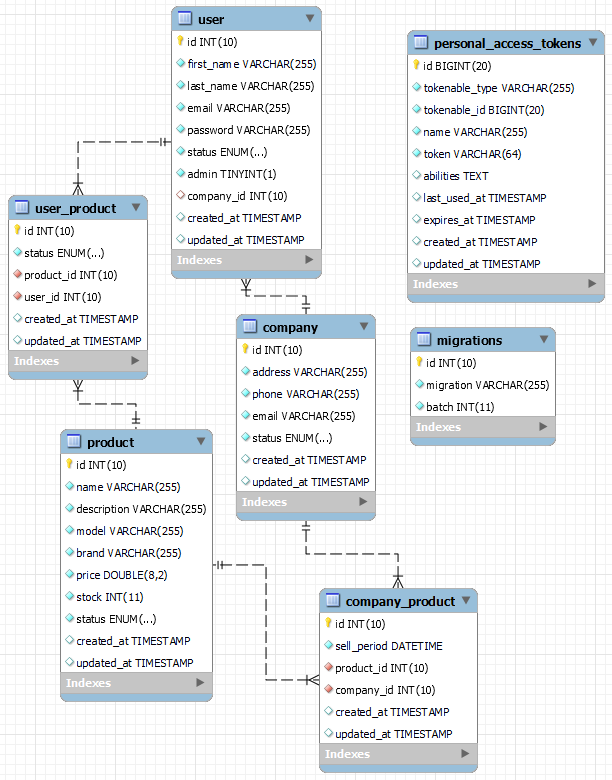 user
id INT(10)
first_name VARCHAR(255)
last_name VARCHAR(255)
email VARCHAR(255)
password VARCHAR(255)
status ENUM(...)
admin TINYINT(1)
company_id INT(10)
created_at TIMESTAMP
updated_at TIMESTAMP
Indexes
personal_access_tokens
id BIGINT(20)
tokenable_type VARCHAR(255)
tokenable_id BIGINT(20)
name VARCHAR(255)
token VARCHAR(64)
abilities TEXT
last_used_at TIMESTAMP
expires_at TIMESTAMP
created_at TIMESTAMP
updated_at TIMESTAMP
Indexes
user_product
id INT(10)
status ENUM(...)
product_id INT(10)
user_id INT(10)
created_at TIMESTAMP
updated_at TIMESTAMP
Indexes
company
id INT(10)
address VARCHAR(255)
phone VARCHAR(255)
email VARCHAR(255)
status ENUM(...)
created_at TIMESTAMP
updated_at TIMESTAMP
Indexes
migrations
id INT(10)
migration VARCHAR(255)
batch INT(11)
Indexes
product
id INT(10)
name VARCHAR(255)
description VARCHAR(255)
model VARCHAR(255)
brand VARCHAR(255)
price DOUBLE(8,2)
stock INT(11)
status ENUM(...)
created_at TIMESTAMP
updated_at TIMESTAMP
Indexes
company_product
id INT(10)
sell_period DATETIME
product_id INT(10)
company_id INT(10)
created_at TIMESTAMP
updated_at TIMESTAMP
Indexes